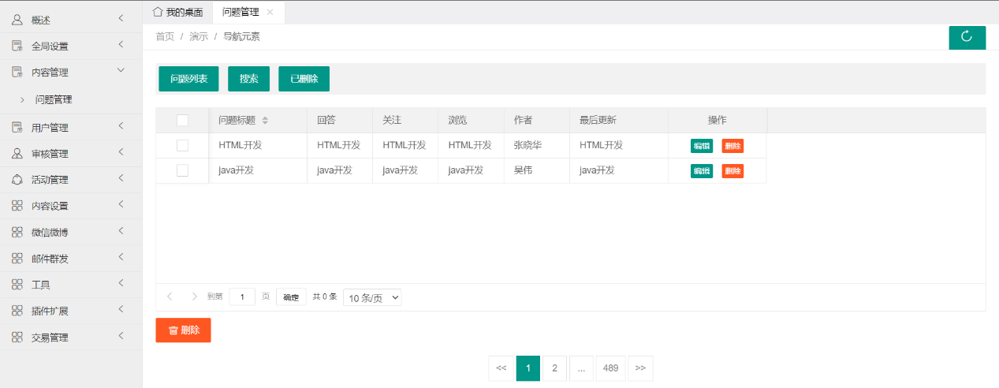 概述
全局设置
内容管理
问题管理
用户管理
审核管理
活动管理
内容设置
微信微博
邮件群发
工具
插件扩展
交易管理
我的桌面 问题管理
首页 / 演示 / 导航元素
问题列表 搜索 已删除
问题标题 回答 关注 浏览 作者 最后更新 操作
HTML开发 HTML开发 HTML开发 HTML开发 张晓华 HTML开发 编辑 删除
java开发 java开发 java开发 java开发 吴伟 java开发 编辑 删除
到第 1 页 确定 共 0 条 10 条/页
删除
<< 1 2 ... 489 >>